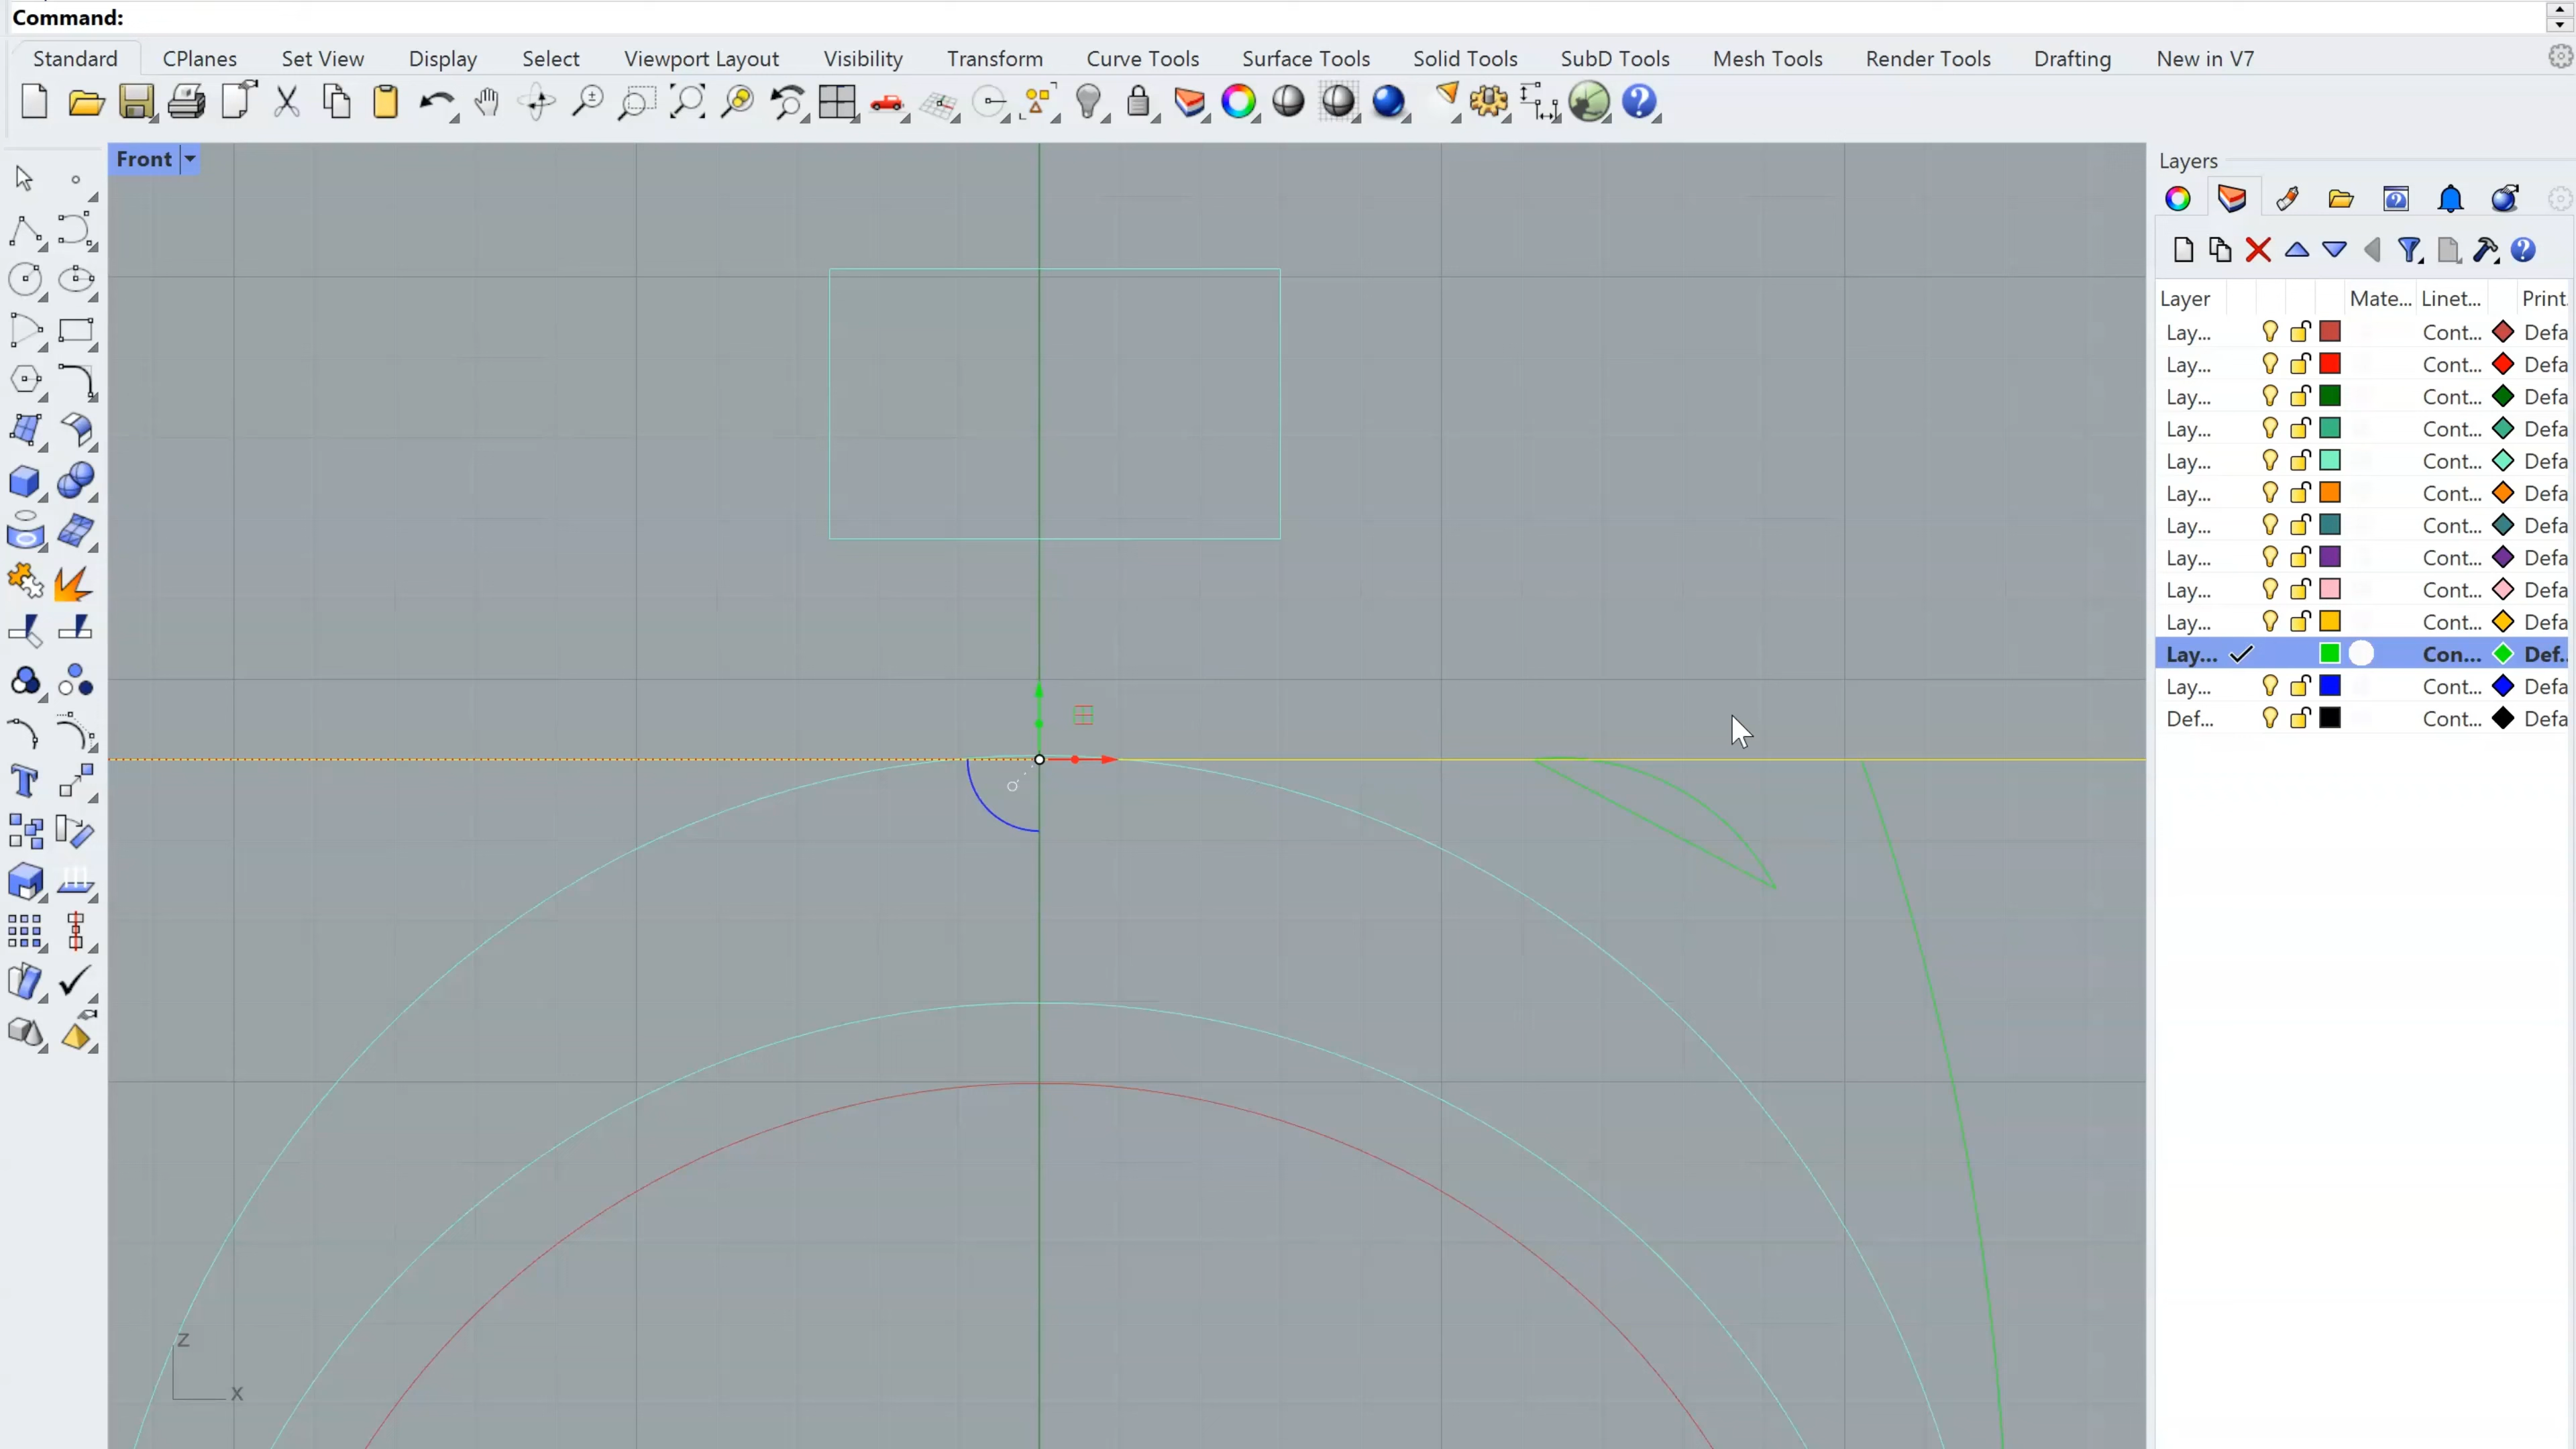 Command:
Standard CPlanes Set View Display Select Viewport Layout Visibility Transform Curve Tools Surface Tools Solid Tools SubD Tools Mesh Tools Render Tools Drafting New in V7
Front
Layers
Layer Mate... Linet... Print
Lay... Cont... Defa
Lay... Cont... Defa
Lay... Cont... Defa
Lay... Cont... Defa
Lay... Cont... Defa
Lay... Cont... Defa
Lay... Cont... Defa
Lay... Cont... Defa
Lay... Cont... Defa
Lay... Cont... Defa
Lay... Con... Def...
Lay... Cont... Defa
Def... Cont... Defa
z
x